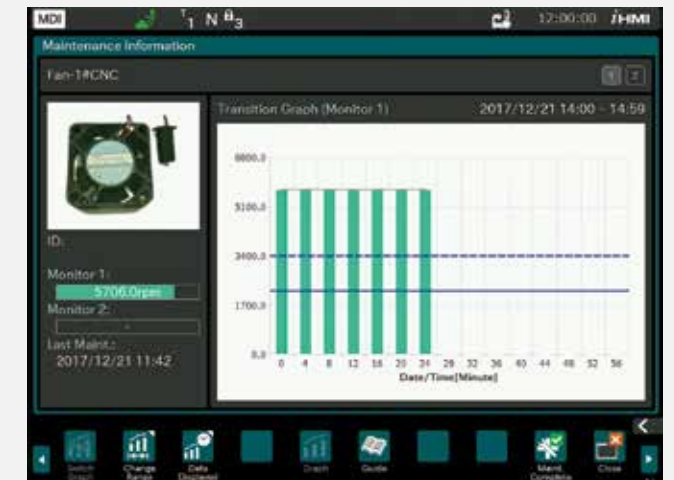 MDI T1 N 3 12:00:00 iHMI
Maintenance Information
Fan-1#CNC 1 2
Transition Graph (Monitor 1) 2017/12/21 14:00 - 14:59
6800.0
5100.0
3400.0
1700.0
0.0
0 4 8 12 16 20 24 28 32 36 40 44 48 52 56
Date/Time[Minute]
ID:
Monitor 1:
5706.0rpm
Monitor 2:
-
Last Maint.:
2017/12/21 11:42
Switch Graph
Change Range
Data Displayed
Graph
Guide
Maint. Complete
Close